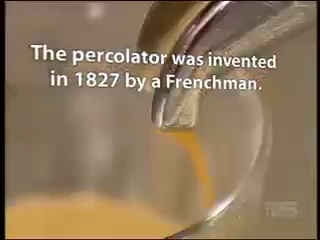 The percolator was invented
in 1827 by a Frenchman.